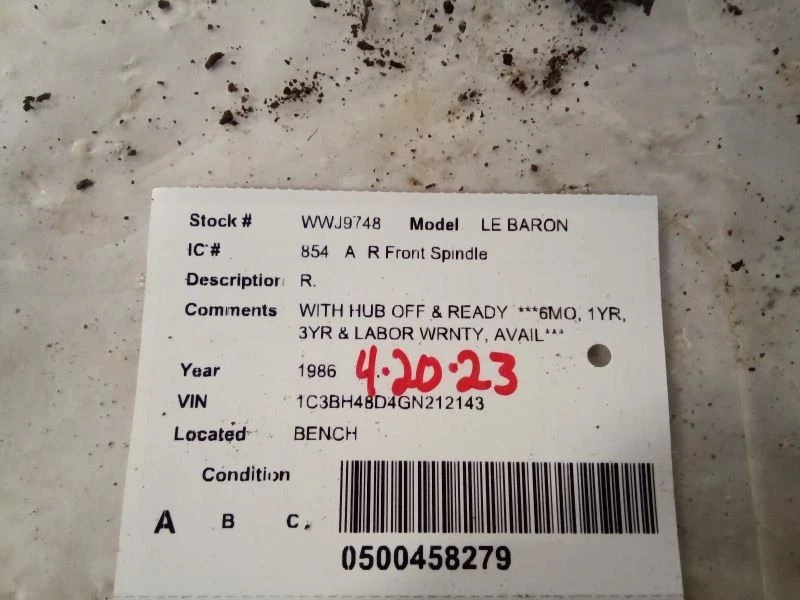 Stock # WWJ9748 Model LE BARON
IC # 854 A R Front Spindle
Description R.
Comments WITH HUB OFF & READY ***6MO, 1YR,
3YR & LABOR WRNTY, AVAIL***
Year 1986 4.20.23
VIN 1C3BH48D4GN212143
Located BENCH
Condition
A B C.
0500458279